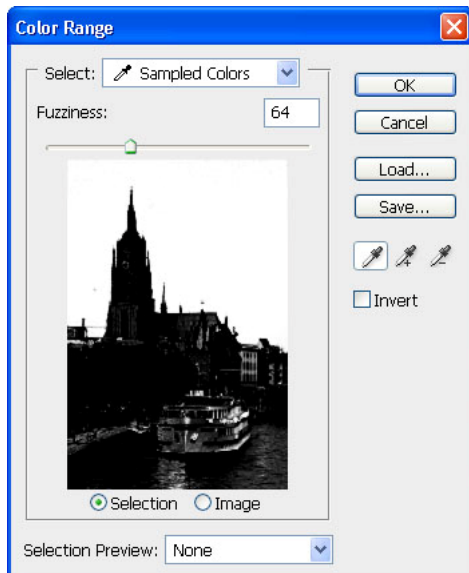 Color Range
Select: Sampled Colors
Fuzziness: 64
OK
Cancel
Load...
Save...
Invert
Selection Image
Selection Preview: None